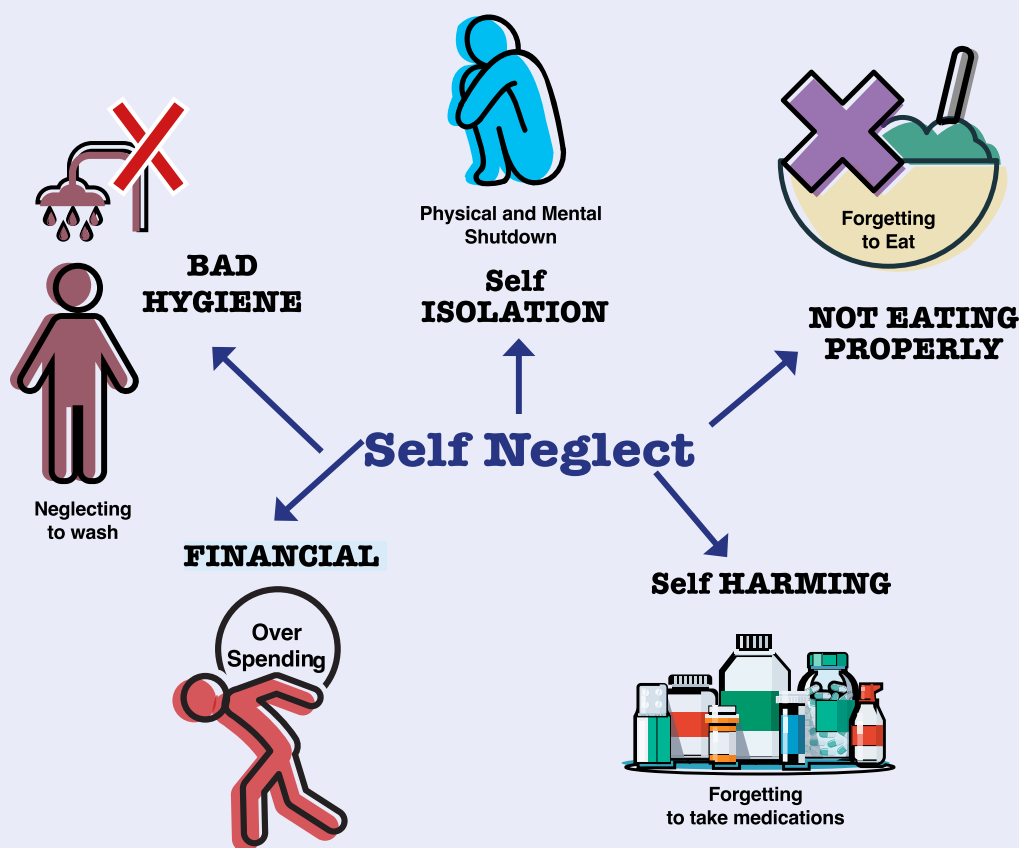 Physical and Mental
Shutdown
Self
ISOLATION
Forgetting
to Eat
NOT EATING
PROPERLY
BAD
HYGIENE
Neglecting
to wash
Self Neglect
FINANCIAL
Over
Spending
Self HARMING
Forgetting
to take medications